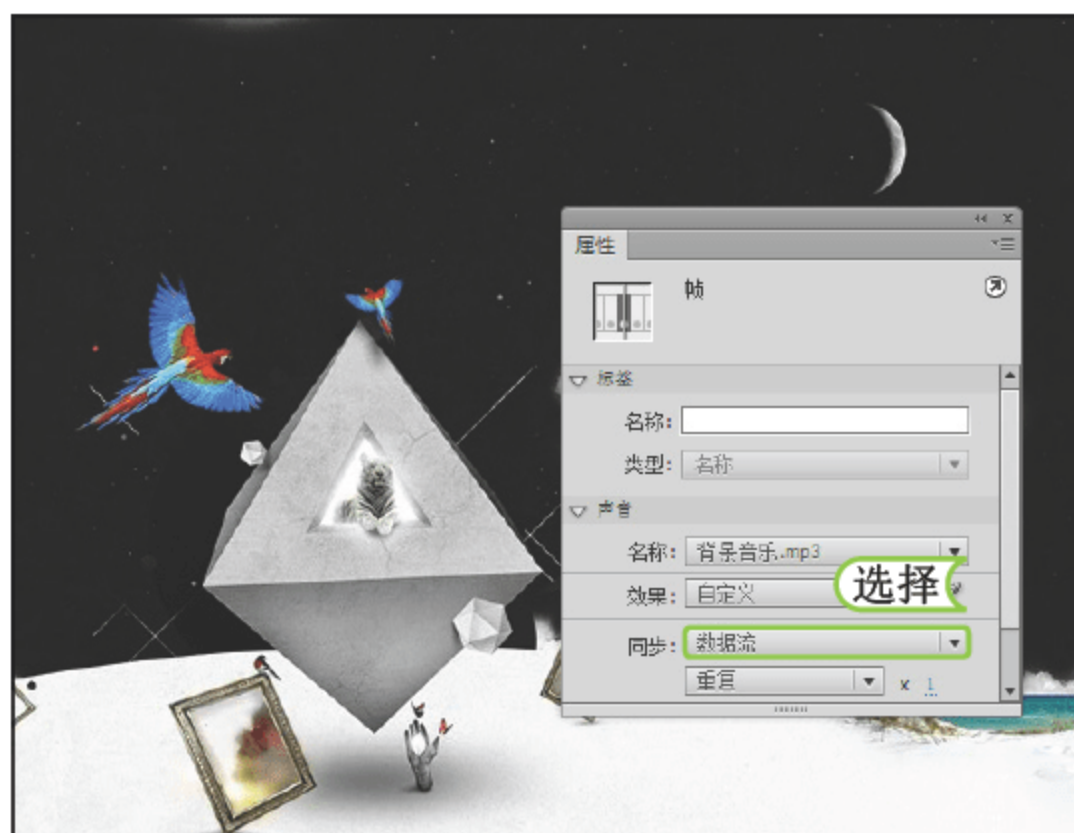 属性
帧
标签
名称:
类型: 名称
声音
名称: 背景音乐.mp3
效果: 自定义
选择
同步: 数据流
重复 x 1